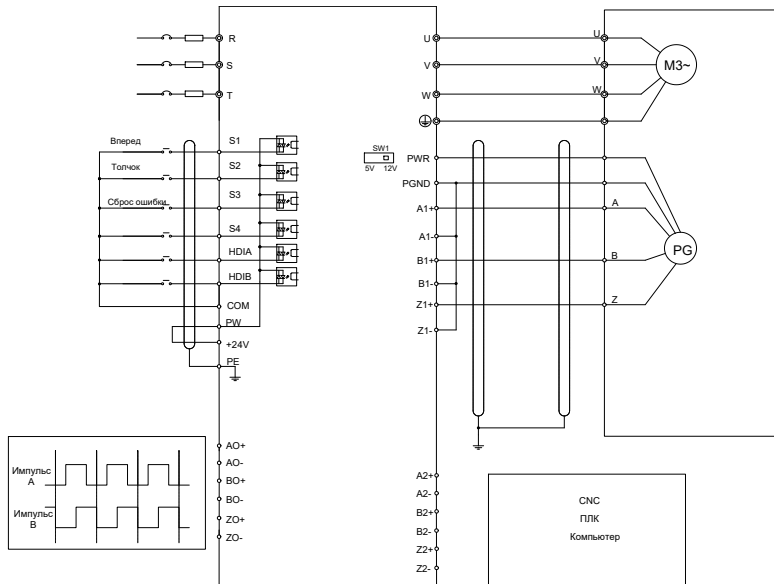 R
S
T
Вперед
Толчок
Сброс ошибки
S1
S2
S3
S4
HDIA
HDIB
COM
PW
+24V
PE
U
V
W
SW1
5V 12V
PWR
PGND
A1+
A1-
B1+
B1-
Z1+
Z1-
U
V
W
M3~
A
B
Z
PG
Импульс
A
Импульс
B
AO+
AO-
BO+
BO-
ZO+
ZO-
A2+
A2-
B2+
B2-
Z2+
Z2-
CNC
ПЛК
Компьютер